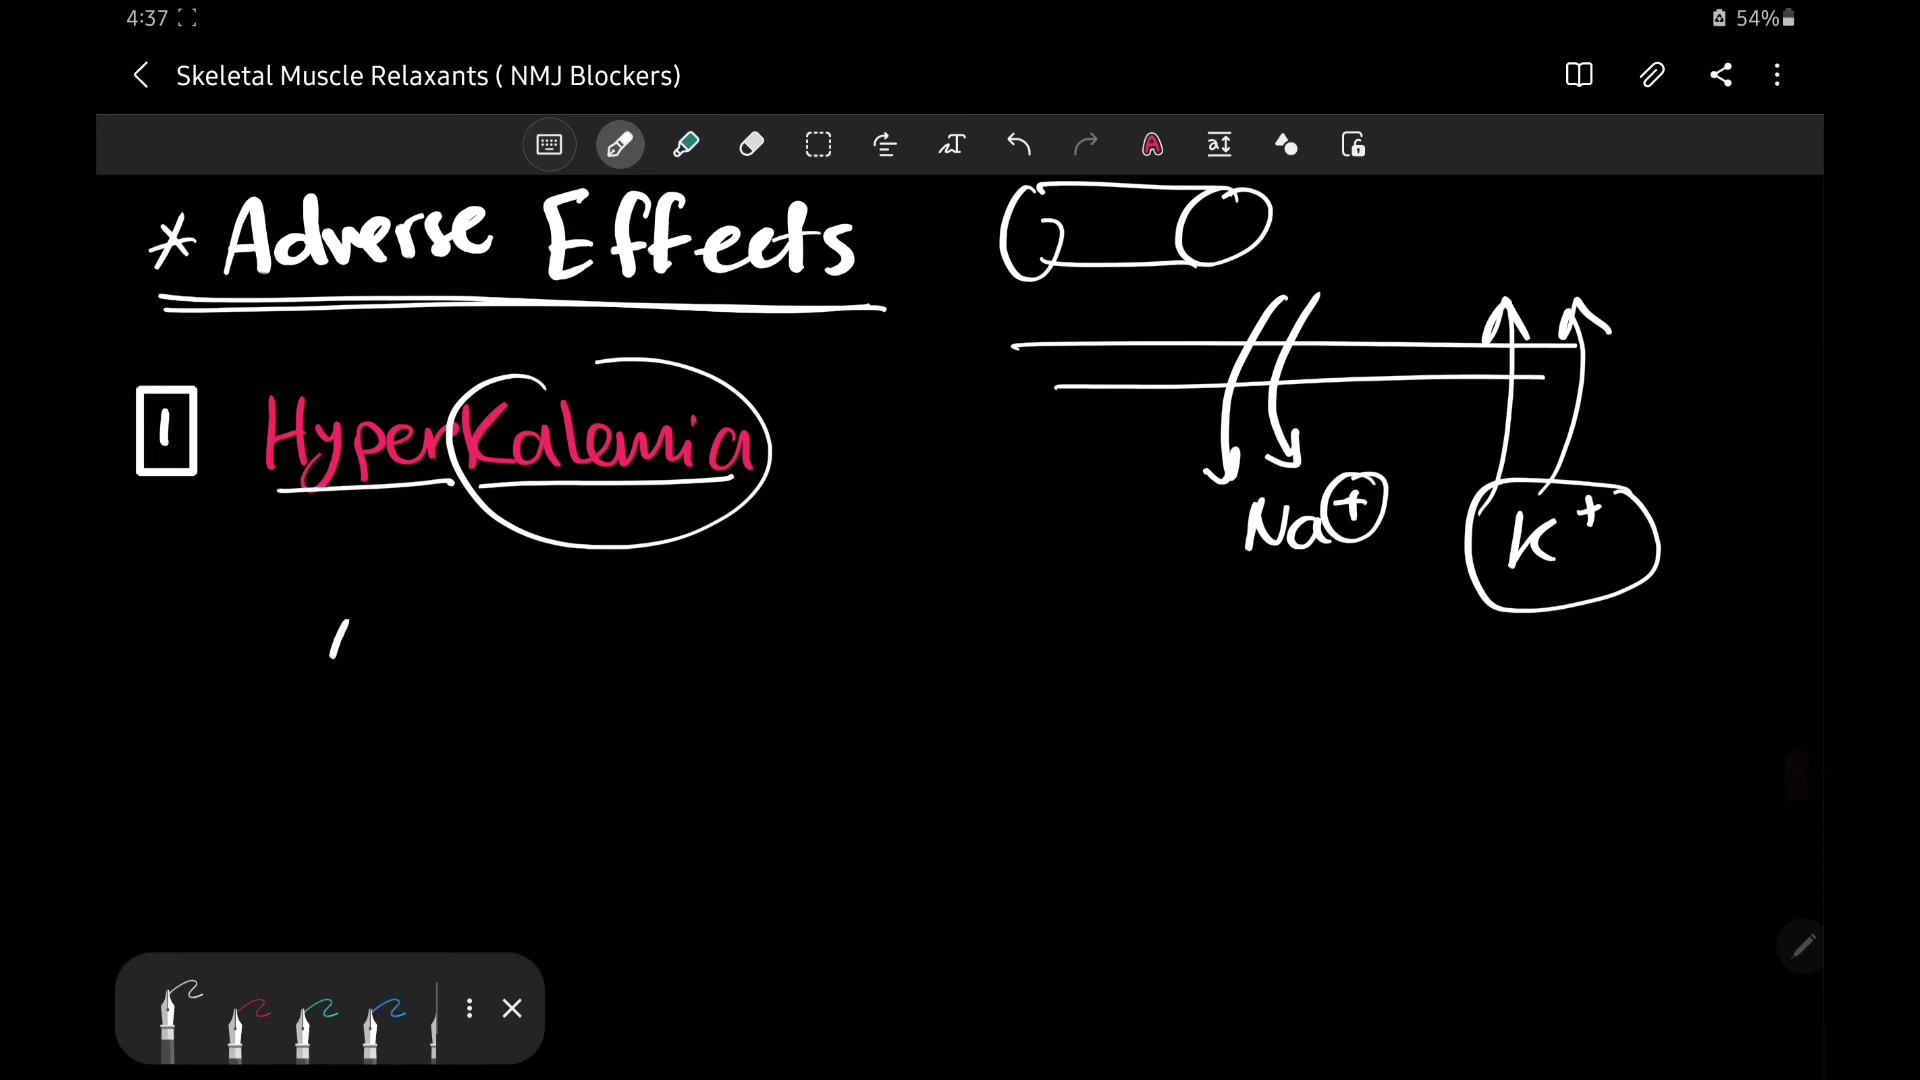 4:37
54%
Skeletal Muscle Relaxants ( NMJ Blockers)
* Adverse Effects
1 HyperKalemia
Na+
K+